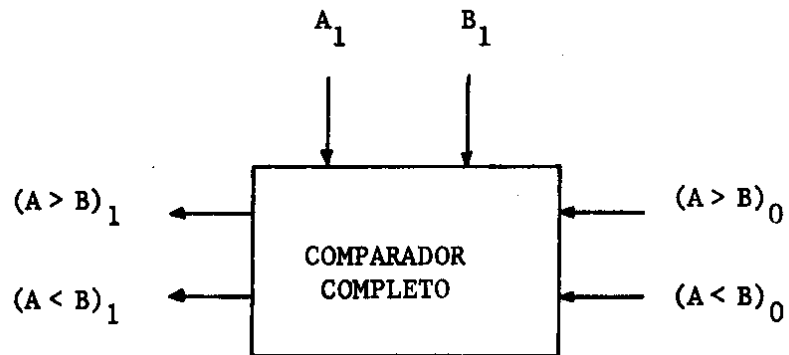 A1 B1
(A > B)1 (A > B)0
COMPARADOR
COMPLETO
(A < B)1 (A < B)0